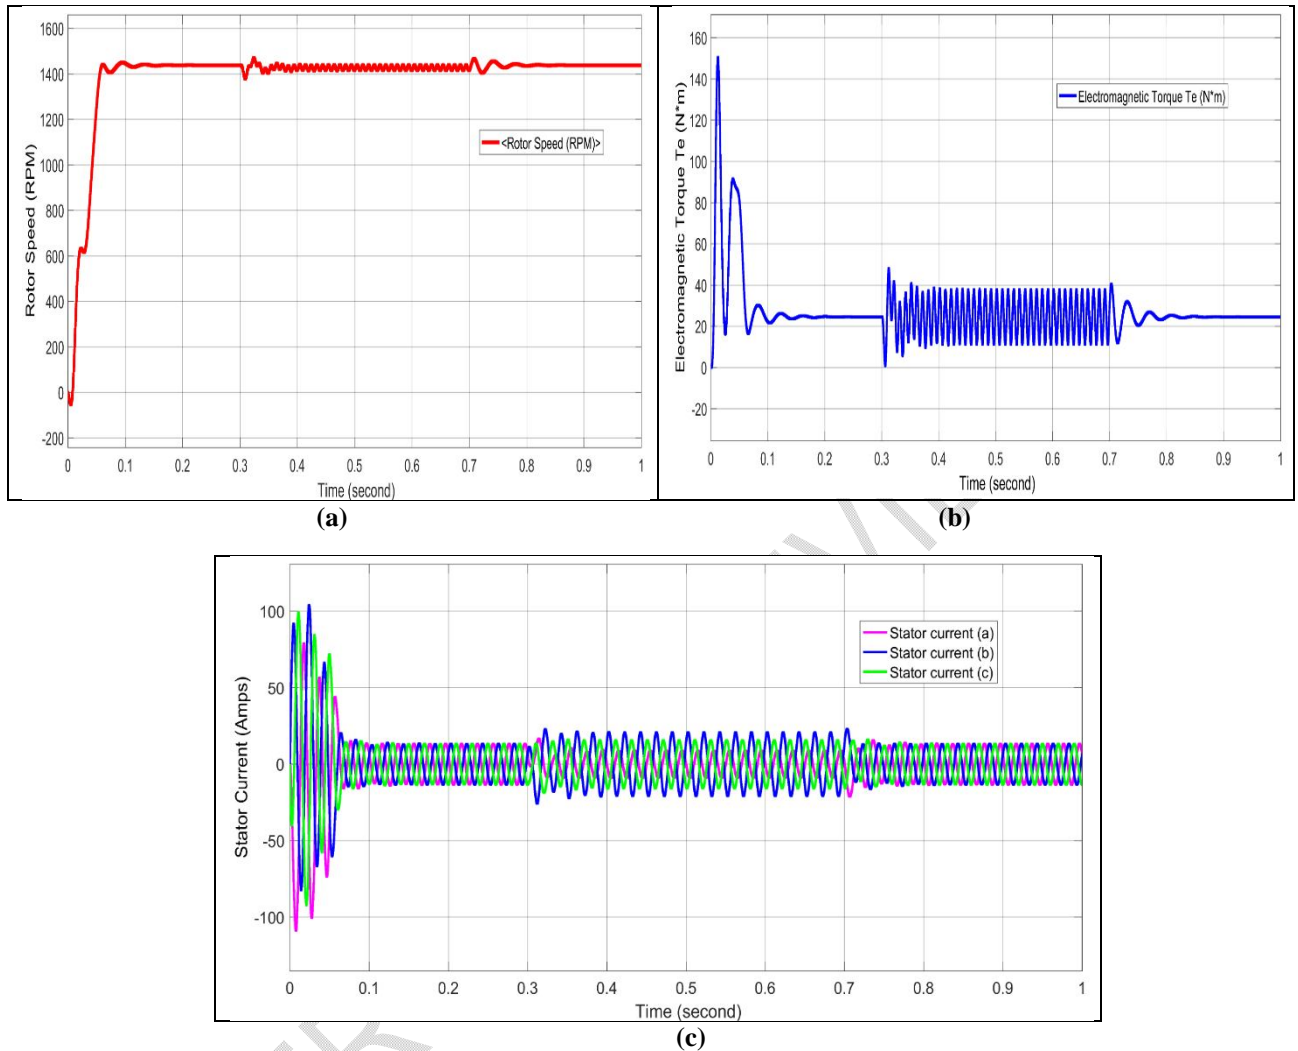 1600
1400
1200
1000
800
600
400
200
0
-200
Rotor Speed (RPM)
<Rotor Speed (RPM)>
0 0.1 0.2 0.3 0.4 0.5 0.6 0.7 0.8 0.9 1
Time (second)
(a)
160
140
120
100
80
60
40
20
0
-20
Electromagnetic Torque Te (N*m)
Electromagnetic Torque Te (N*m)
0 0.1 0.2 0.3 0.4 0.5 0.6 0.7 0.8 0.9 1
Time (second)
(b)
100
50
0
-50
-100
Stator Current (Amps)
Stator current (a)
Stator current (b)
Stator current (c)
0 0.1 0.2 0.3 0.4 0.5 0.6 0.7 0.8 0.9 1
Time (second)
(c)